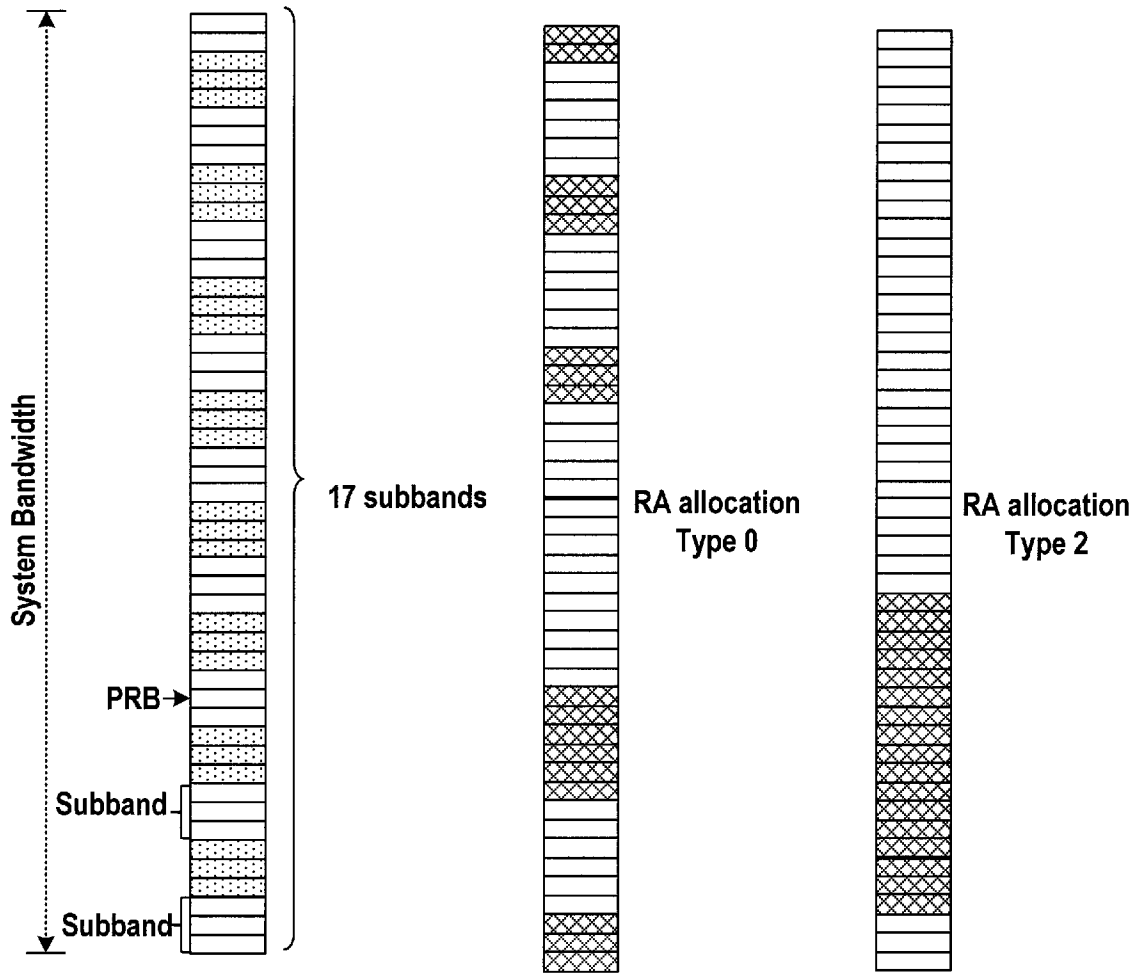 System Bandwidth
17 subbands
RA allocation
Type 0
RA allocation
Type 2
PRB
Subband
Subband